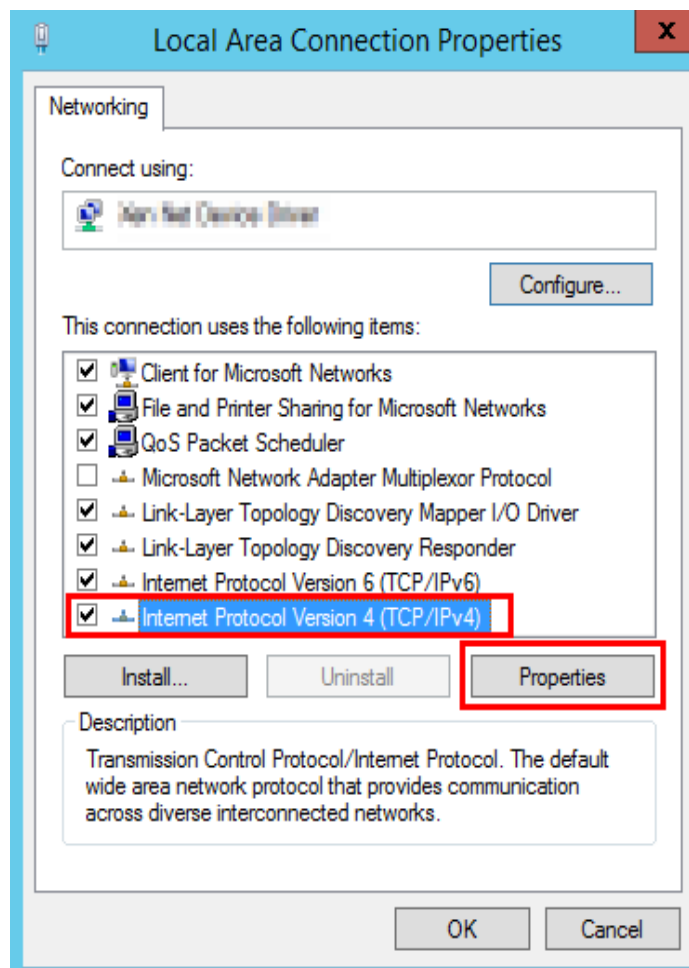 Local Area Connection Properties
x
Networking
Connect using:
Configure...
This connection uses the following items:
Client for Microsoft Networks
File and Printer Sharing for Microsoft Networks
QoS Packet Scheduler
Microsoft Network Adapter Multiplexor Protocol
Link-Layer Topology Discovery Mapper I/O Driver
Link-Layer Topology Discovery Responder
Internet Protocol Version 6 (TCP/IPv6)
Internet Protocol Version 4 (TCP/IPv4)
Install... Uninstall Properties
Description
Transmission Control Protocol/Internet Protocol. The default
wide area network protocol that provides communication
across diverse interconnected networks.
OK Cancel